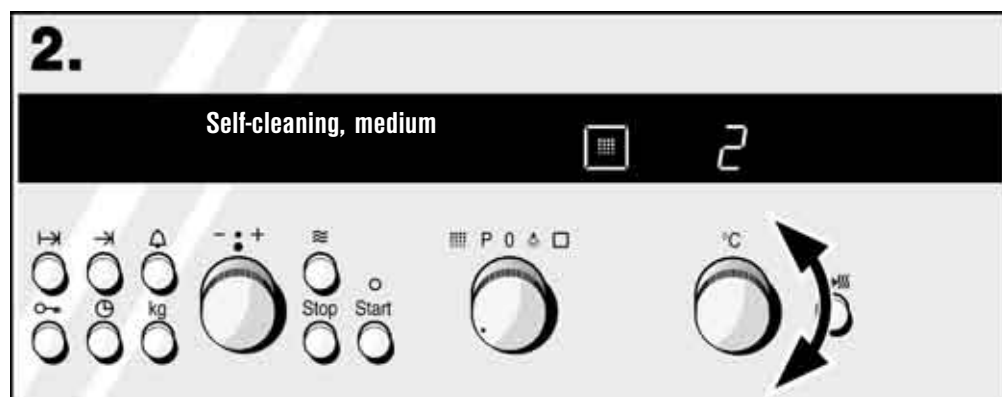 2.
Self-cleaning, medium 2
- +
P 0
°C
kg Stop Start